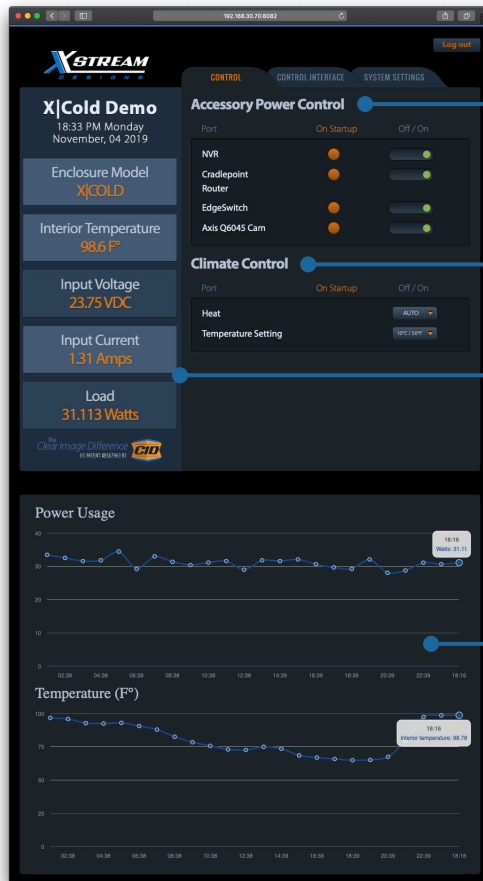 192.168.30.70:8082
Log out
XSTREAM
DESIGNS
CONTROL
CONTROL INTERFACE
SYSTEM SETTINGS
X|Cold Demo
18:33 PM Monday
November, 04 2019
Enclosure Model
X|COLD
Interior Temperature
98.6 F°
Input Voltage
23.75 VDC
Input Current
1.31 Amps
Load
31.113 Watts
The
Clear Image Difference
CID
US PATENT #8567963 B1
Accessory Power Control
Port On Startup Off / On
NVR
Cradlepoint
Router
EdgeSwitch
Axis Q6045 Cam
Climate Control
Port On Startup Off / On
Heat AUTO
Temperature Setting 10°C / 50°F
Power Usage
40
30
20
10
0
18:16
Watts: 31.11
02:38 04:38 06:38 08:38 10:38 12:38 14:39 16:39 18:39 20:39 22:39 18:16
Temperature (F°)
100
75
50
25
0
18:16
Interior temperature: 98.78
02:38 04:38 06:38 08:38 10:38 12:38 14:39 16:39 18:39 20:39 22:39 18:16